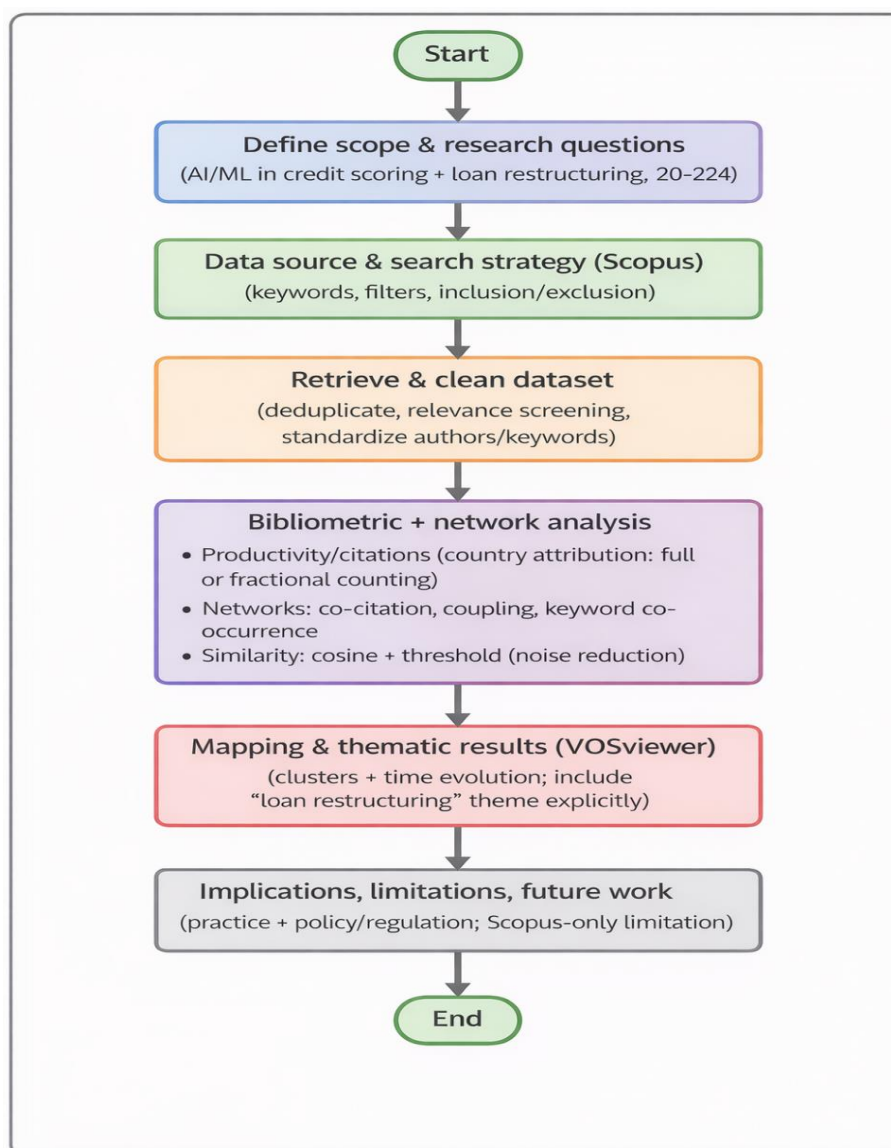 Start
Define scope & research questions
(AI/ML in credit scoring + loan restructuring, 20-224)
Data source & search strategy (Scopus)
(keywords, filters, inclusion/exclusion)
Retrieve & clean dataset
(deduplicate, relevance screening,
standardize authors/keywords)
Bibliometric + network analysis
• Productivity/citations (country attribution: full
or fractional counting)
• Networks: co-citation, coupling, keyword co-
occurrence
• Similarity: cosine + threshold (noise reduction)
Mapping & thematic results (VOSviewer)
(clusters + time evolution; include
“loan restructuring” theme explicitly)
Implications, limitations, future work
(practice + policy/regulation; Scopus-only limitation)
End